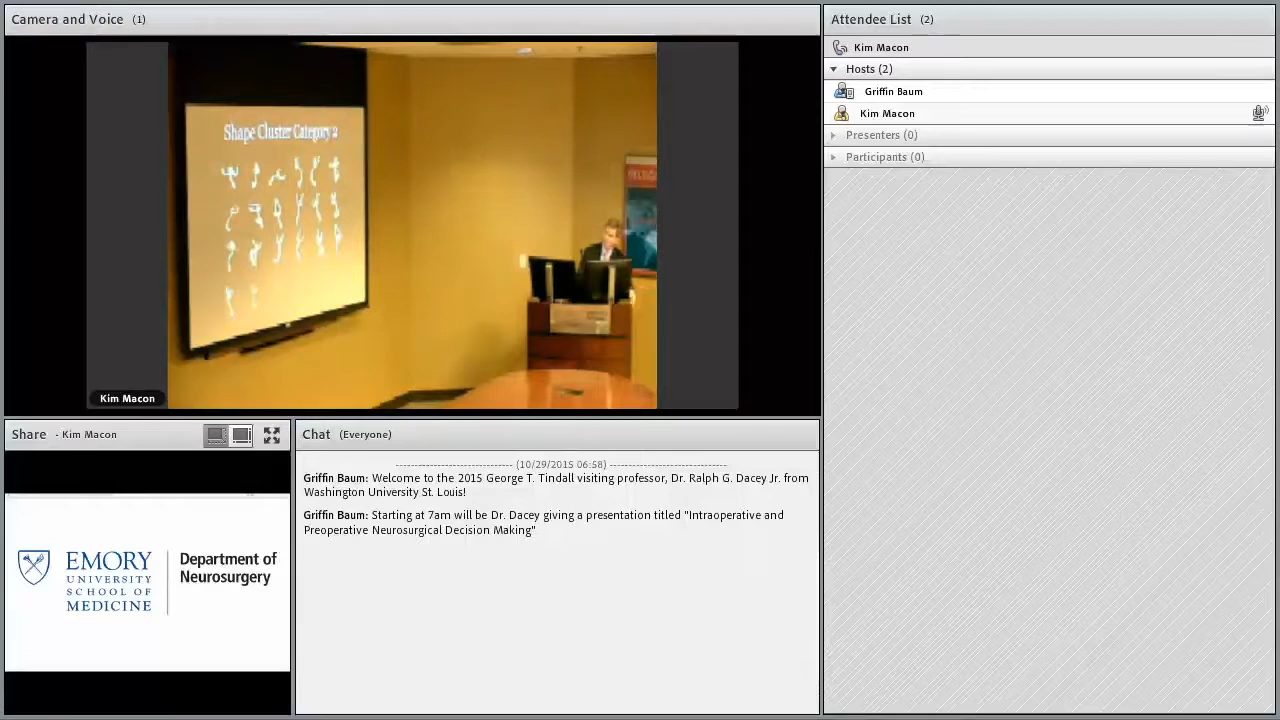 Camera and Voice (1)
Shape Cluster Category 2
Kim Macon
Attendee List (2)
Kim Macon
Hosts (2)
Griffin Baum
Kim Macon
Presenters (0)
Participants (0)
Share - Kim Macon
EMORY
UNIVERSITY
SCHOOL OF
MEDICINE
Department of
Neurosurgery
Chat (Everyone)
(10/29/2015 06:58)
Griffin Baum: Welcome to the 2015 George T. Tindall visiting professor, Dr. Ralph G. Dacey Jr. from
Washington University St. Louis!
Griffin Baum: Starting at 7am will be Dr. Dacey giving a presentation titled "Intraoperative and
Preoperative Neurosurgical Decision Making"